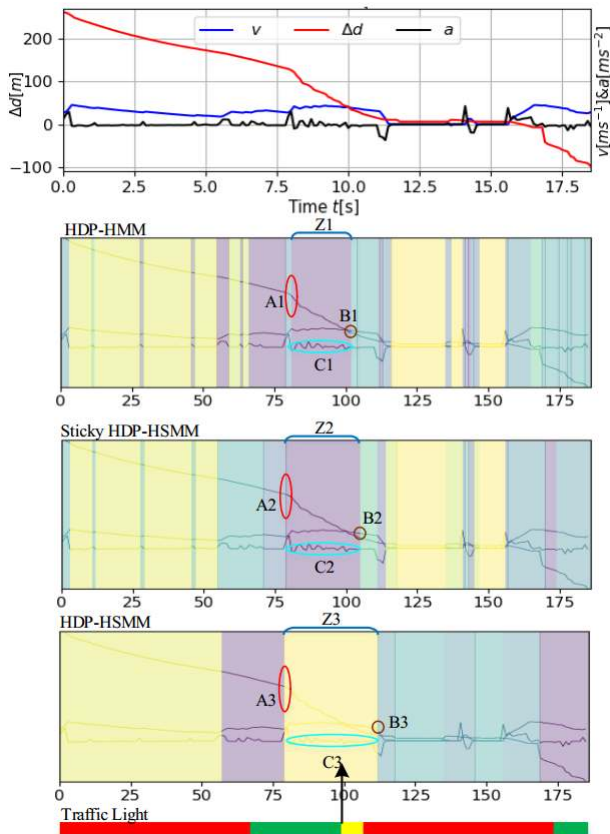 v Δd a
200
100
0
−100
Δd[m]
v[ms⁻¹]&a[ms⁻²]
0.0 2.5 5.0 7.5 10.0 12.5 15.0 17.5
Time t[s]
HDP-HMM
Z1
A1
B1
C1
0 25 50 75 100 125 150 175
Sticky HDP-HSMM
Z2
A2
B2
C2
0 25 50 75 100 125 150 175
HDP-HSMM
Z3
A3
B3
C3
0 25 50 75 100 125 150 175
Traffic Light